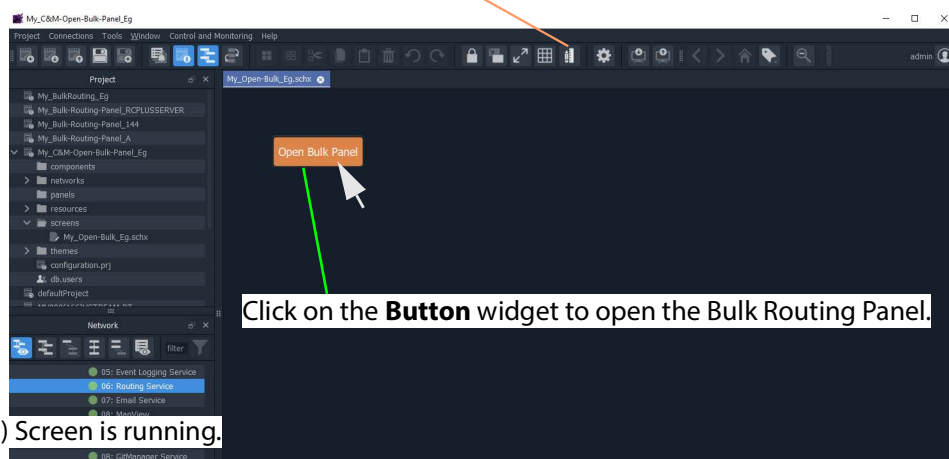 My_C&M-Open-Bulk-Panel_Eg
Project Connections Tools Window Control and Monitoring Help
admin
Project
My_Open-Bulk_Eg.schx
My_BulkRouting_Eg
My_Bulk-Routing-Panel_RCPLUSSERVER
My_Bulk-Routing-Panel_144
My_Bulk-Routing-Panel_A
My_C&M-Open-Bulk-Panel_Eg
components
networks
panels
resources
screens
My_Open-Bulk_Eg.schx
themes
configuration.prj
db.users
defaultProject
Open Bulk Panel
Click on the Button widget to open the Bulk Routing Panel.
Network
filter
05: Event Logging Service
06: Routing Service
07: Email Service
08: MapView
) Screen is running.
08: GitManager Service